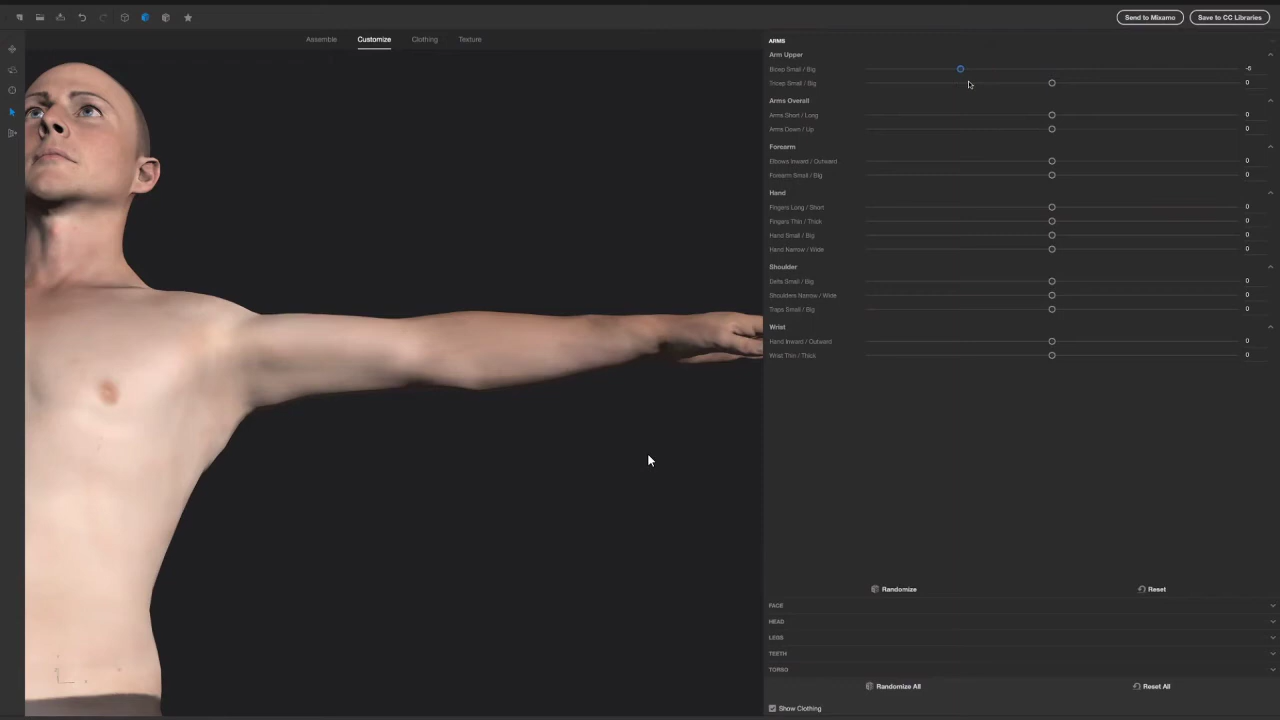 Send to Mixamo Save to CC Libraries
Assemble Customize Clothing Texture
ARMS
Arm Upper
Bicep Small / Big -6
Tricep Small / Big 0
Arms Overall
Arms Short / Long 0
Arms Down / Up 0
Forearm
Elbows Inward / Outward 0
Forearm Small / Big 0
Hand
Fingers Long / Short 0
Fingers Thin / Thick 0
Hand Small / Big 0
Hand Narrow / Wide 0
Shoulder
Delts Small / Big 0
Shoulders Narrow / Wide 0
Traps Small / Big 0
Wrist
Hand Inward / Outward 0
Wrist Thin / Thick 0
Randomize Reset
FACE
HEAD
LEGS
TEETH
TORSO
Randomize All Reset All
Show Clothing